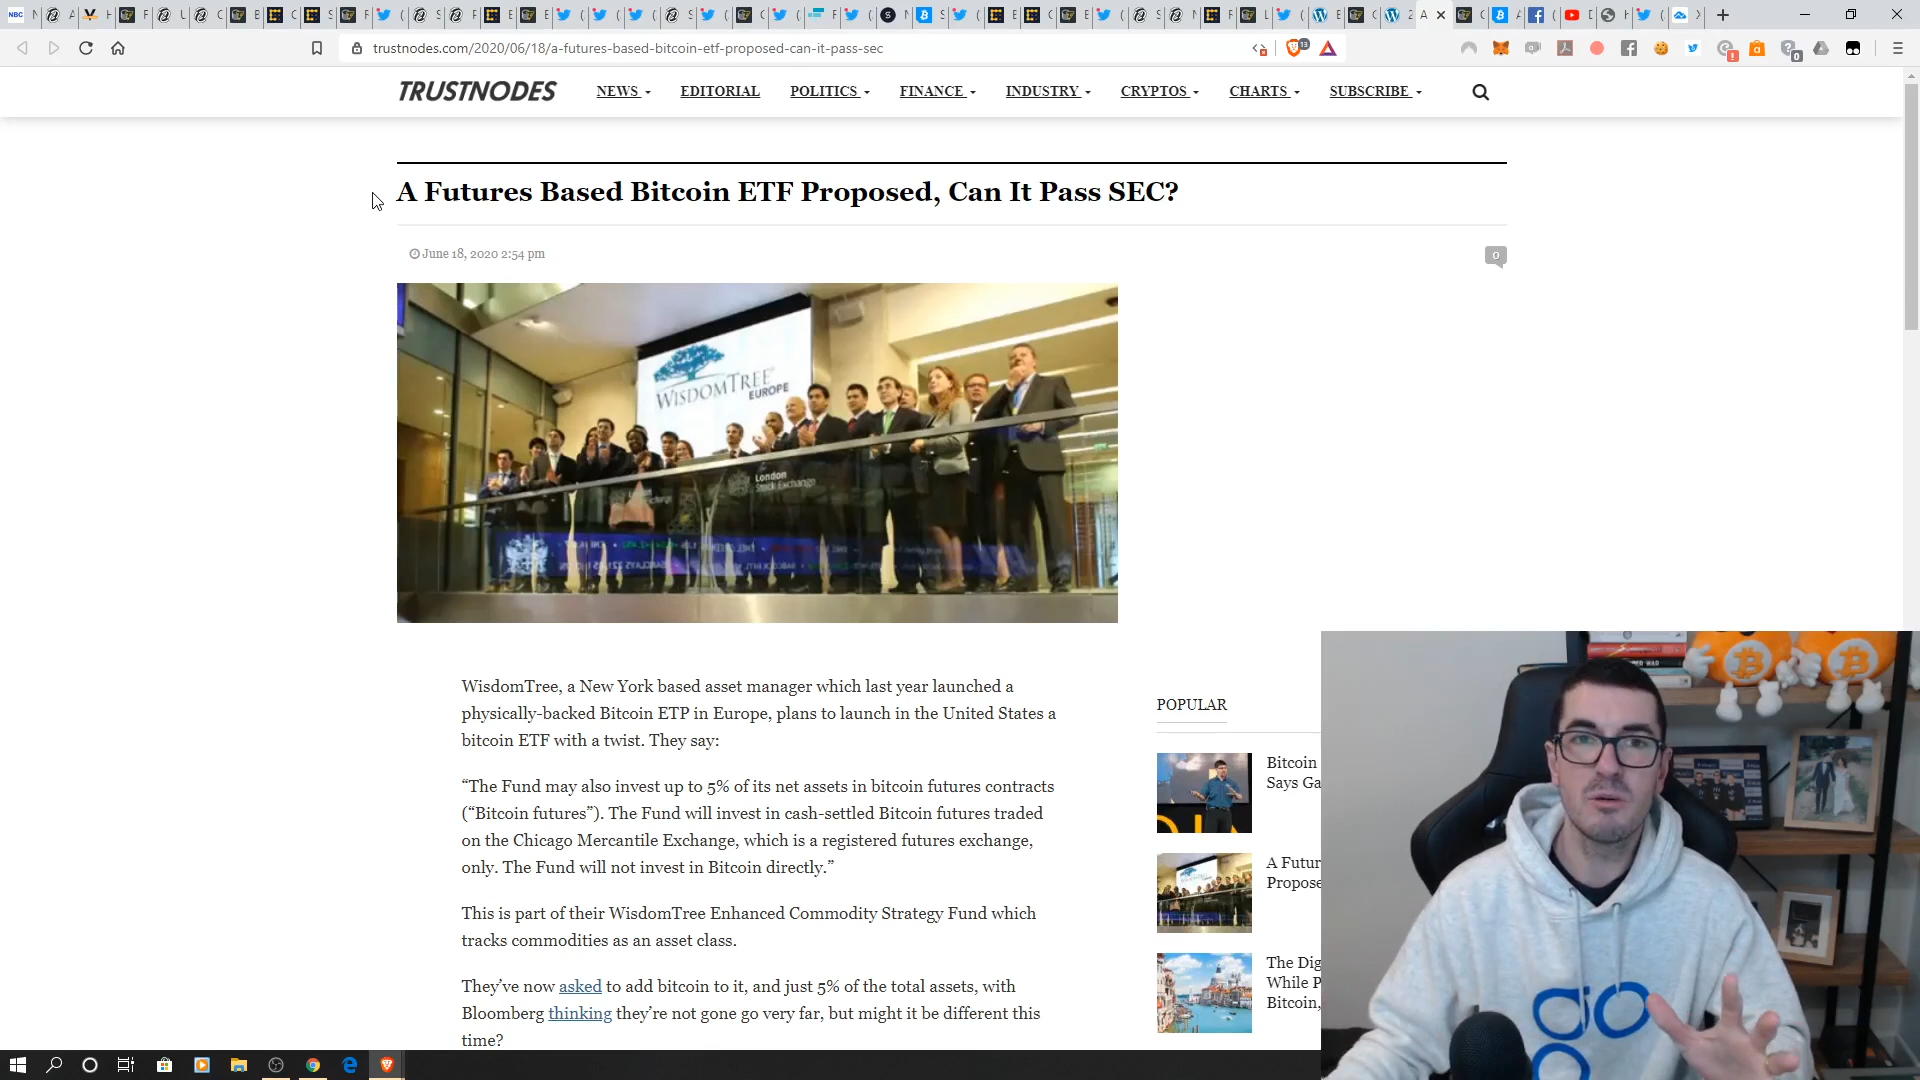 trustnodes.com/2020/06/18/a-futures-based-bitcoin-etf-proposed-can-it-pass-sec
13
0
TRUSTNODES
NEWS
EDITORIAL
POLITICS
FINANCE
INDUSTRY
CRYPTOS
CHARTS
SUBSCRIBE
A Futures Based Bitcoin ETF Proposed, Can It Pass SEC?
June 18, 2020 2:54 pm
0
WISDOMTREE
EUROPE
London
Stock Exchange
WisdomTree, a New York based asset manager which last year launched a
physically-backed Bitcoin ETP in Europe, plans to launch in the United States a
bitcoin ETF with a twist. They say:
“The Fund may also invest up to 5% of its net assets in bitcoin futures contracts
(“Bitcoin futures”). The Fund will invest in cash-settled Bitcoin futures traded
on the Chicago Mercantile Exchange, which is a registered futures exchange,
only. The Fund will not invest in Bitcoin directly.”
This is part of their WisdomTree Enhanced Commodity Strategy Fund which
tracks commodities as an asset class.
They’ve now asked to add bitcoin to it, and just 5% of the total assets, with
Bloomberg thinking they’re not gone go very far, but might it be different this
time?
POPULAR
Bitcoin
Says Ga
A Futur
Propose
The Dig
While P
Bitcoin,